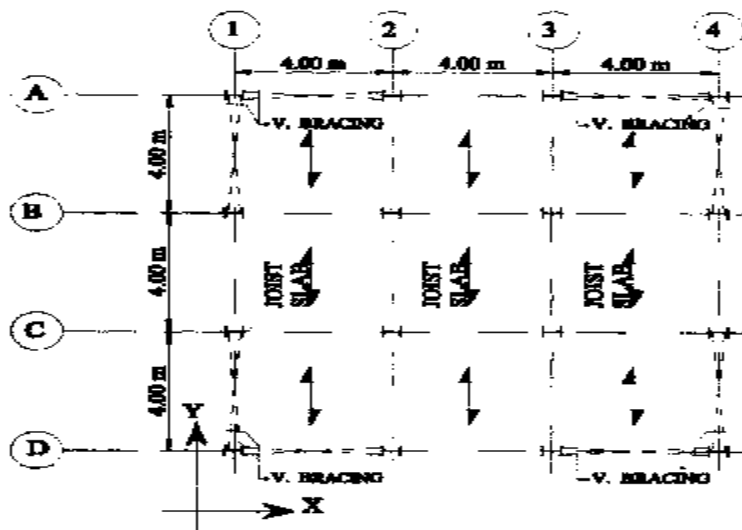 1 2 3 4
4.00 m 4.00 m 4.00 m
A
V. BRACING V. BRACING
4.00 m
B
4.00 m
JOIST SLAB JOIST SLAB JOIST SLAB
C
4.00 m
Y
D
V. BRACING V. BRACING
X